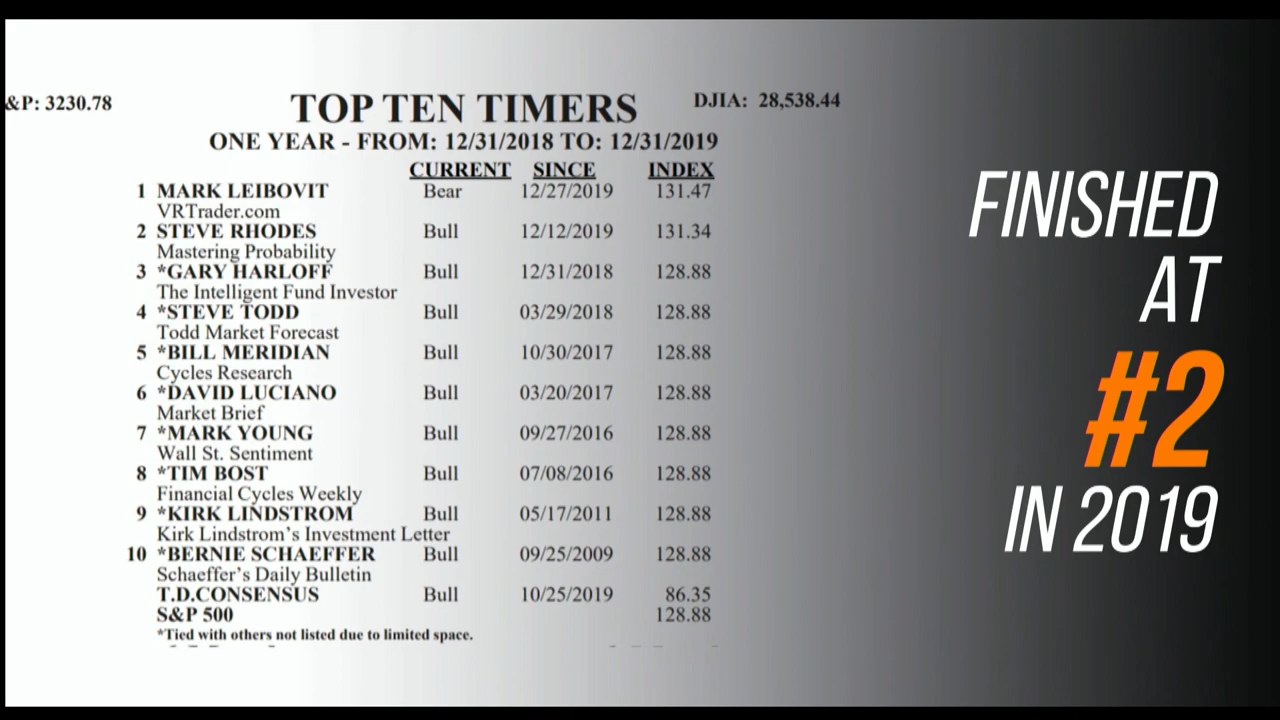 &P: 3230.78
TOP TEN TIMERS
DJIA: 28,538.44
ONE YEAR - FROM: 12/31/2018 TO: 12/31/2019
CURRENT SINCE INDEX
1 MARK LEIBOVIT Bear 12/27/2019 131.47
VRTrader.com
2 STEVE RHODES Bull 12/12/2019 131.34
Mastering Probability
3 *GARY HARLOFF Bull 12/31/2018 128.88
The Intelligent Fund Investor
4 *STEVE TODD Bull 03/29/2018 128.88
Todd Market Forecast
5 *BILL MERIDIAN Bull 10/30/2017 128.88
Cycles Research
6 *DAVID LUCIANO Bull 03/20/2017 128.88
Market Brief
7 *MARK YOUNG Bull 09/27/2016 128.88
Wall St. Sentiment
8 *TIM BOST Bull 07/08/2016 128.88
Financial Cycles Weekly
9 *KIRK LINDSTROM Bull 05/17/2011 128.88
Kirk Lindstrom's Investment Letter
10 *BERNIE SCHAEFFER Bull 09/25/2009 128.88
Schaeffer's Daily Bulletin
T.D.CONSENSUS Bull 10/25/2019 86.35
S&P 500 128.88
*Tied with others not listed due to limited space.
FINISHED
AT
#2
IN 2019